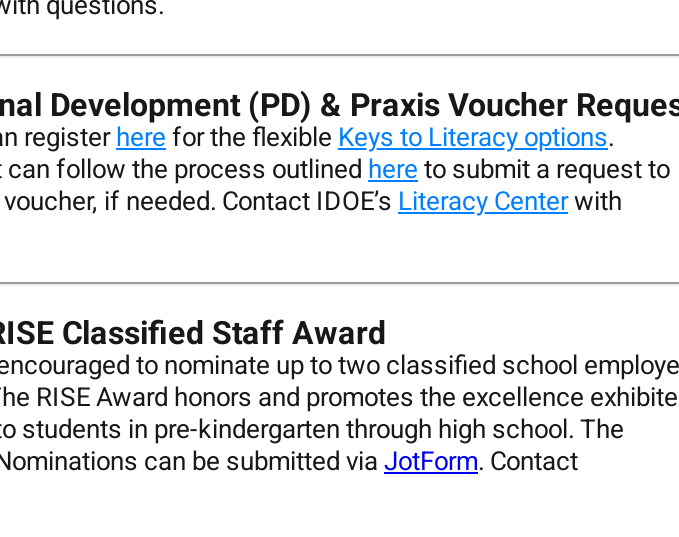 with questions.
nal Development (PD) & Praxis Voucher Reques
an register here for the flexible Keys to Literacy options.
t can follow the process outlined here to submit a request to
voucher, if needed. Contact IDOE’s Literacy Center with
RISE Classified Staff Award
encouraged to nominate up to two classified school employe
The RISE Award honors and promotes the excellence exhibite
to students in pre-kindergarten through high school. The
Nominations can be submitted via JotForm. Contact